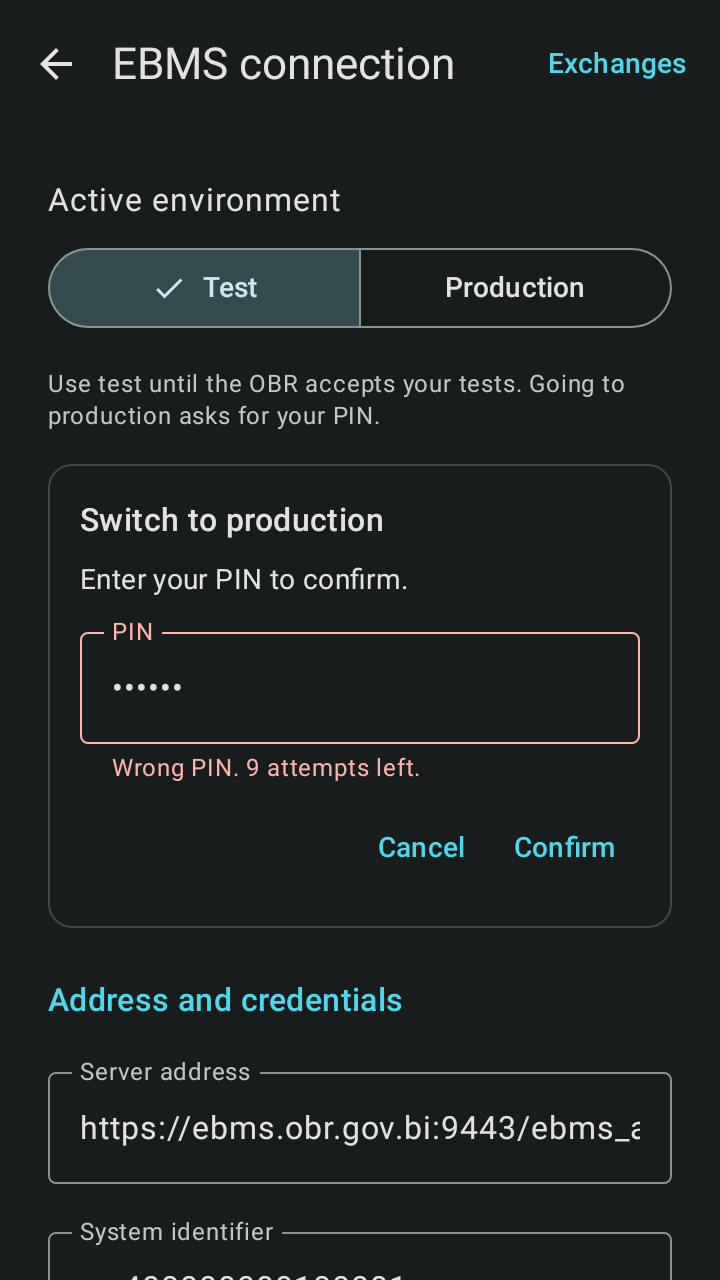 EBMS connection
Exchanges
Active environment
Test
Production
Use test until the OBR accepts your tests. Going to
production asks for your PIN.
Switch to production
Enter your PIN to confirm.
PIN
••••••
Wrong PIN. 9 attempts left.
Cancel
Confirm
Address and credentials
Server address
https://ebms.obr.gov.bi:9443/ebms_a
System identifier